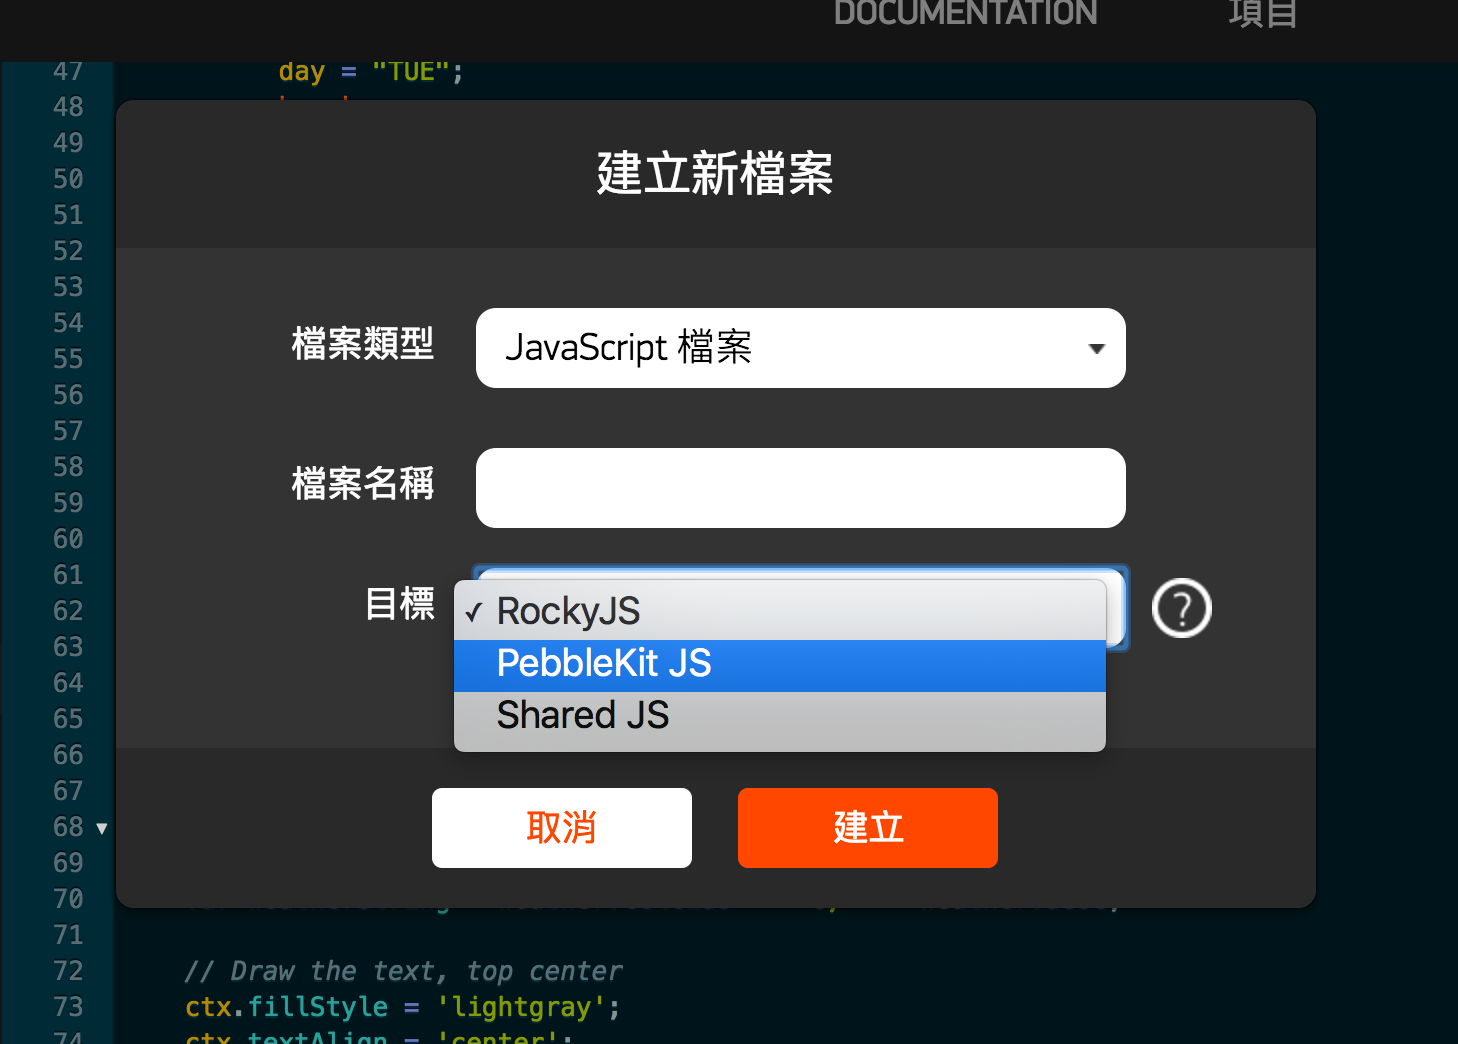 DOCUMENTATION 項目
47 day = "TUE";
48
49
50
51
52
53
54
55
56
57
58
59
60
61
62
63
64
65
66
67
68
69
70
71
72 // Draw the text, top center
73 ctx.fillStyle = 'lightgray';
74 ctx.textAlign = 'center';
建立新檔案
檔案類型 JavaScript 檔案
檔案名稱
目標 ✓ RockyJS ?
PebbleKit JS
Shared JS
取消 建立